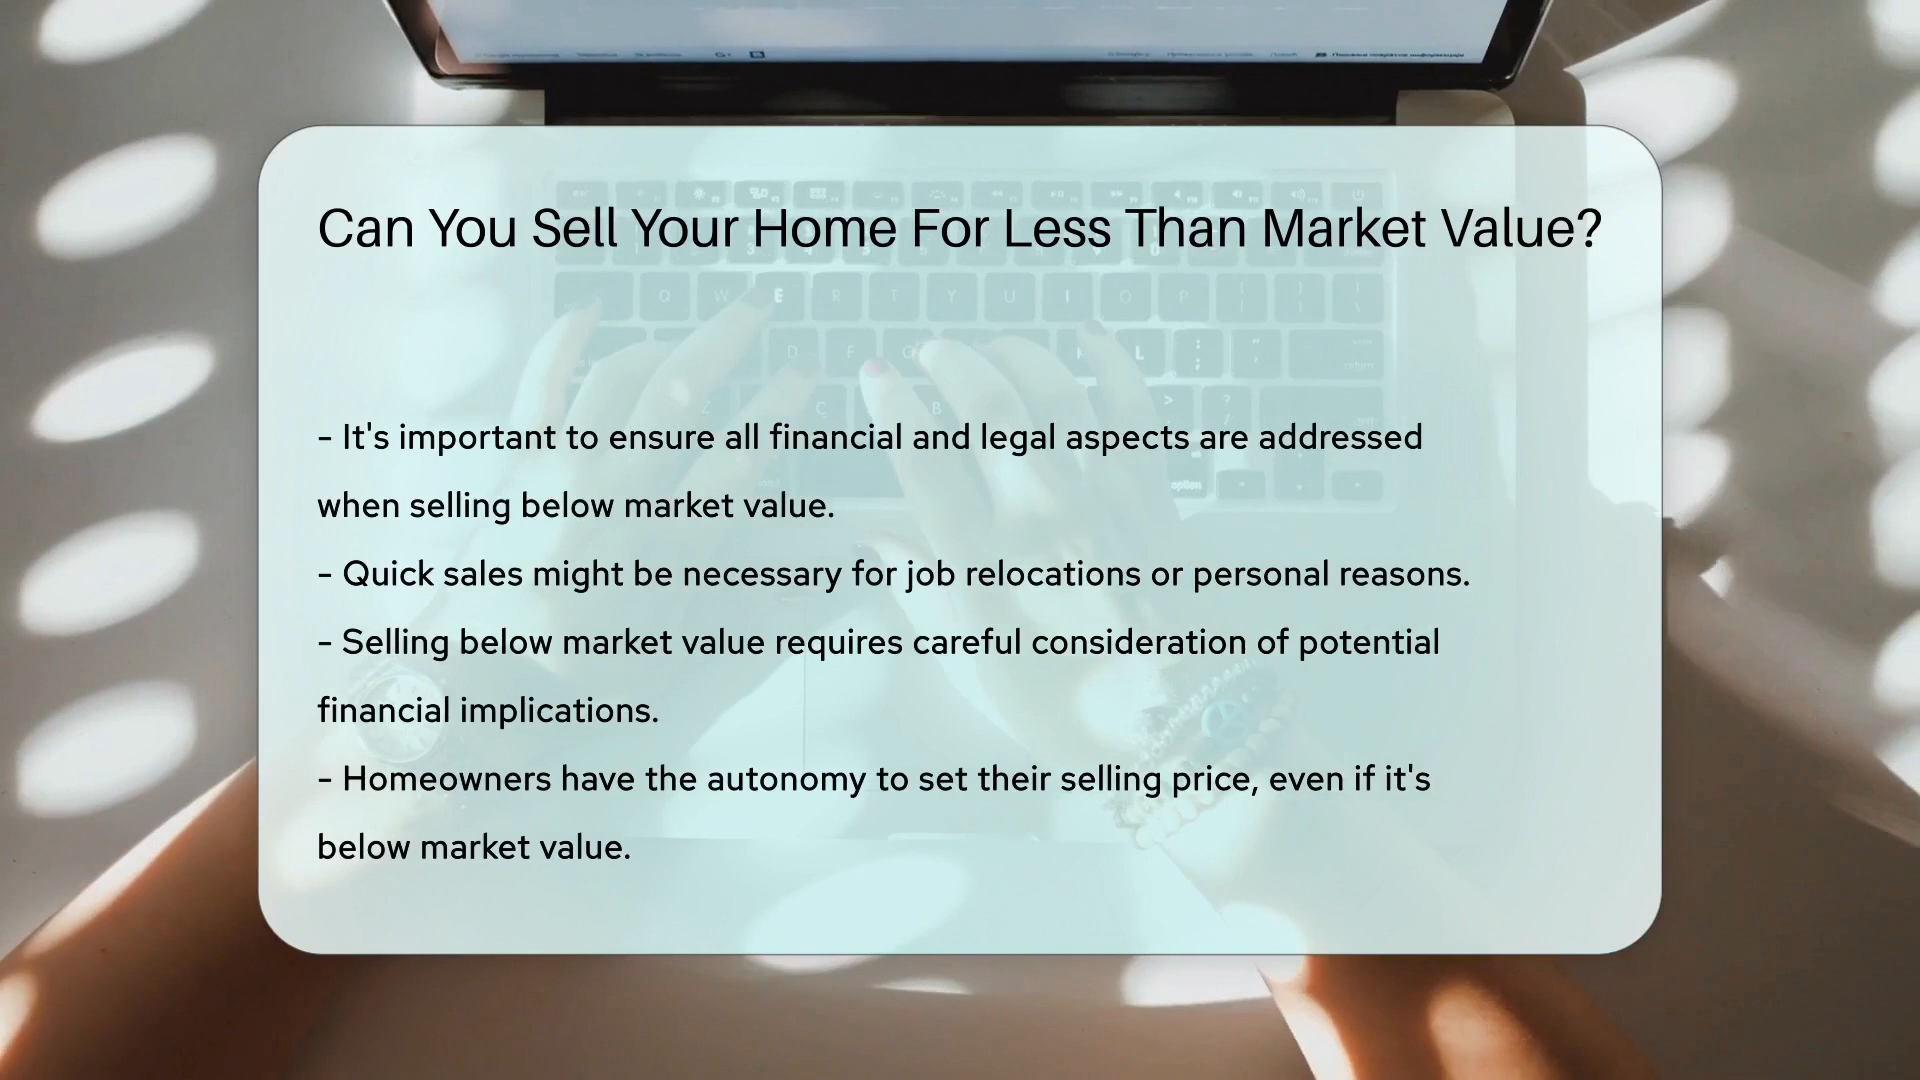 Can You Sell Your Home For Less Than Market Value?
- It's important to ensure all financial and legal aspects are addressed
when selling below market value.
- Quick sales might be necessary for job relocations or personal reasons.
- Selling below market value requires careful consideration of potential
financial implications.
- Homeowners have the autonomy to set their selling price, even if it's
below market value.